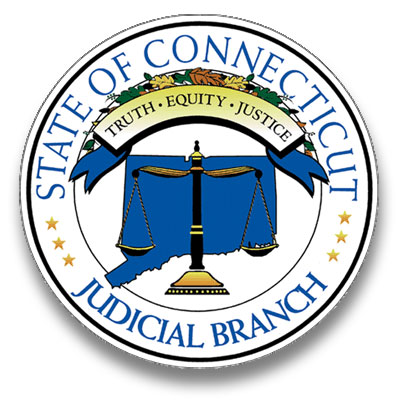 STATE OF CONNECTICUT
TRUTH · EQUITY · JUSTICE
JUDICIAL BRANCH